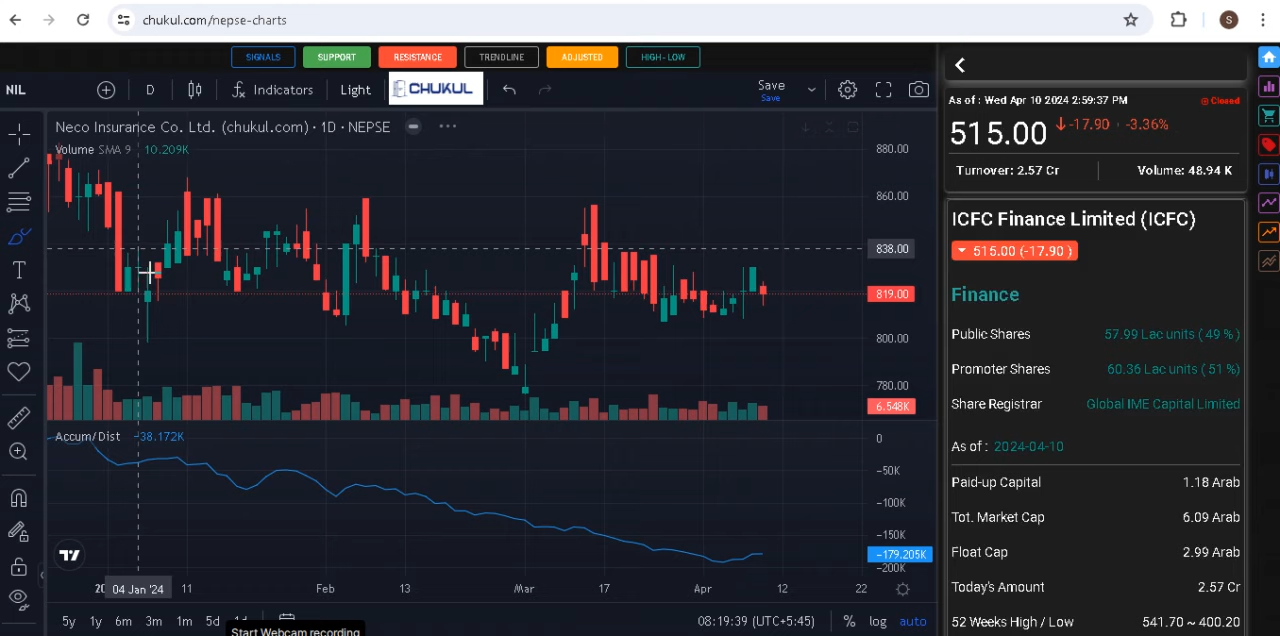 chukul.com/nepse-charts
S
SIGNALS SUPPORT RESISTANCE TRENDLINE ADJUSTED HIGH-LOW
NIL D Indicators Light CHUKUL Save
Save
Neco Insurance Co. Ltd. (chukul.com) · 1D · NEPSE
Volume SMA 9 10.209K
880.00
860.00
838.00
819.00
800.00
780.00
6.548K
Accum/Dist -38.172K
0
-50K
-100K
-150K
-179.205K
-200K
20 04 Jan '24 11 Feb 13 Mar 17 Apr 12 22
5y 1y 6m 3m 1m 5d 1d 08:19:39 (UTC+5:45) % log auto
Start Webcam recording
As of : Wed Apr 10 2024 2:59:37 PM Closed
515.00 -17.90 · -3.36%
Turnover: 2.57 Cr Volume: 48.94 K
ICFC Finance Limited (ICFC)
515.00 (-17.90 )
Finance
Public Shares 57.99 Lac units ( 49 % )
Promoter Shares 60.36 Lac units ( 51 %)
Share Registrar Global IME Capital Limited
As of : 2024-04-10
Paid-up Capital 1.18 Arab
Tot. Market Cap 6.09 Arab
Float Cap 2.99 Arab
Today's Amount 2.57 Cr
52 Weeks High / Low 541.70 ~ 400.20